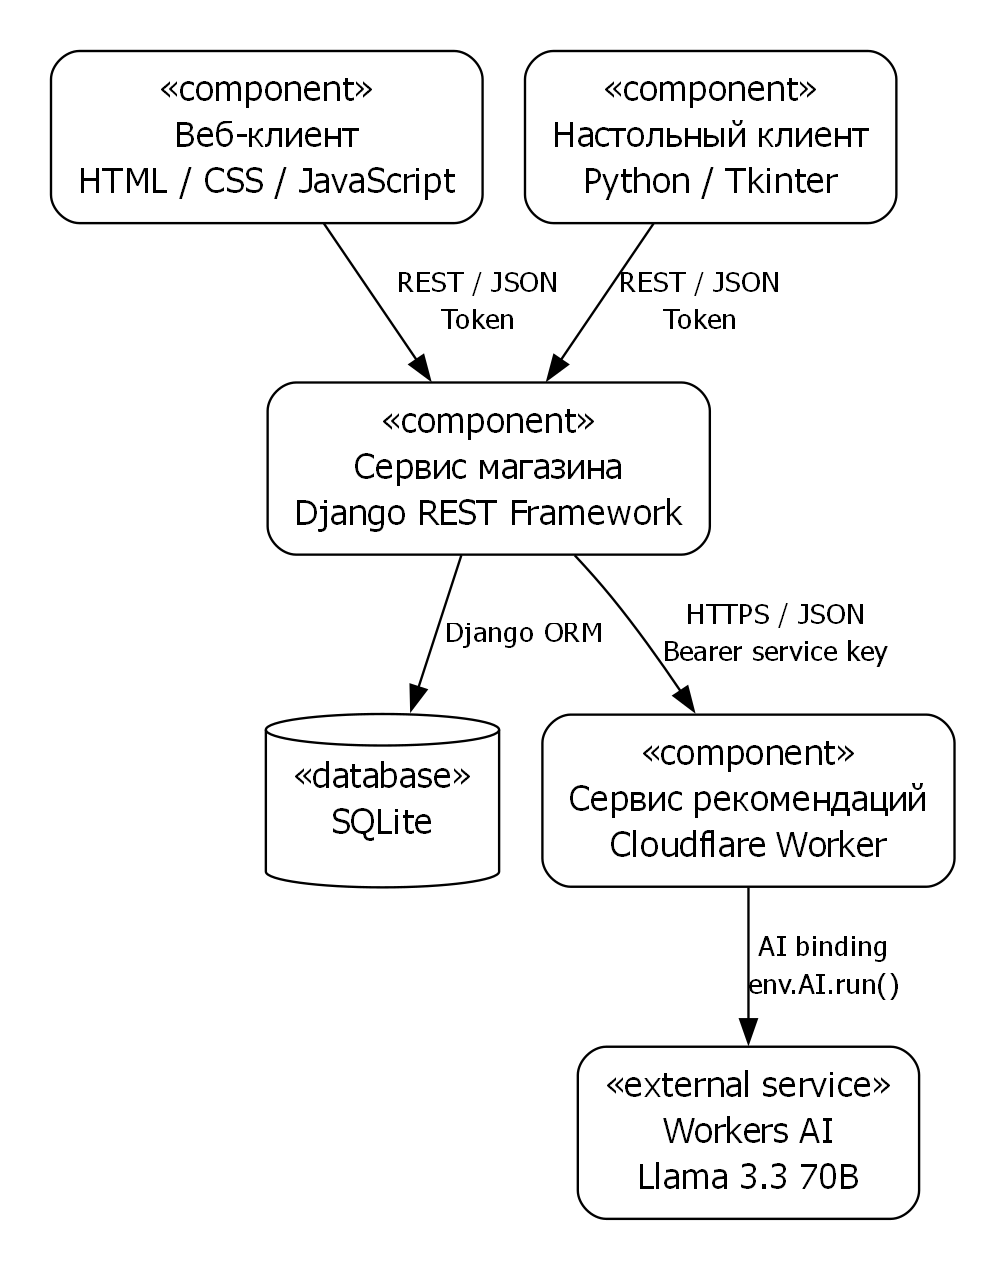 «component»
Веб-клиент
HTML / CSS / JavaScript
«component»
Настольный клиент
Python / Tkinter
REST / JSON
Token
REST / JSON
Token
«component»
Сервис магазина
Django REST Framework
Django ORM
HTTPS / JSON
Bearer service key
«database»
SQLite
«component»
Сервис рекомендаций
Cloudflare Worker
AI binding
env.AI.run()
«external service»
Workers AI
Llama 3.3 70B